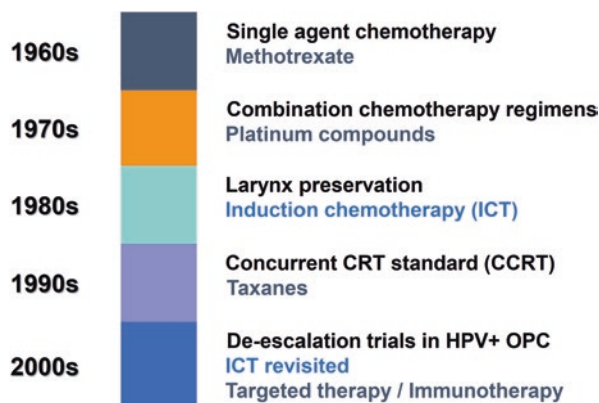 1960s
Single agent chemotherapy
Methotrexate
1970s
Combination chemotherapy regimens
Platinum compounds
1980s
Larynx preservation
Induction chemotherapy (ICT)
1990s
Concurrent CRT standard (CCRT)
Taxanes
2000s
De-escalation trials in HPV+ OPC
ICT revisited
Targeted therapy / Immunotherapy